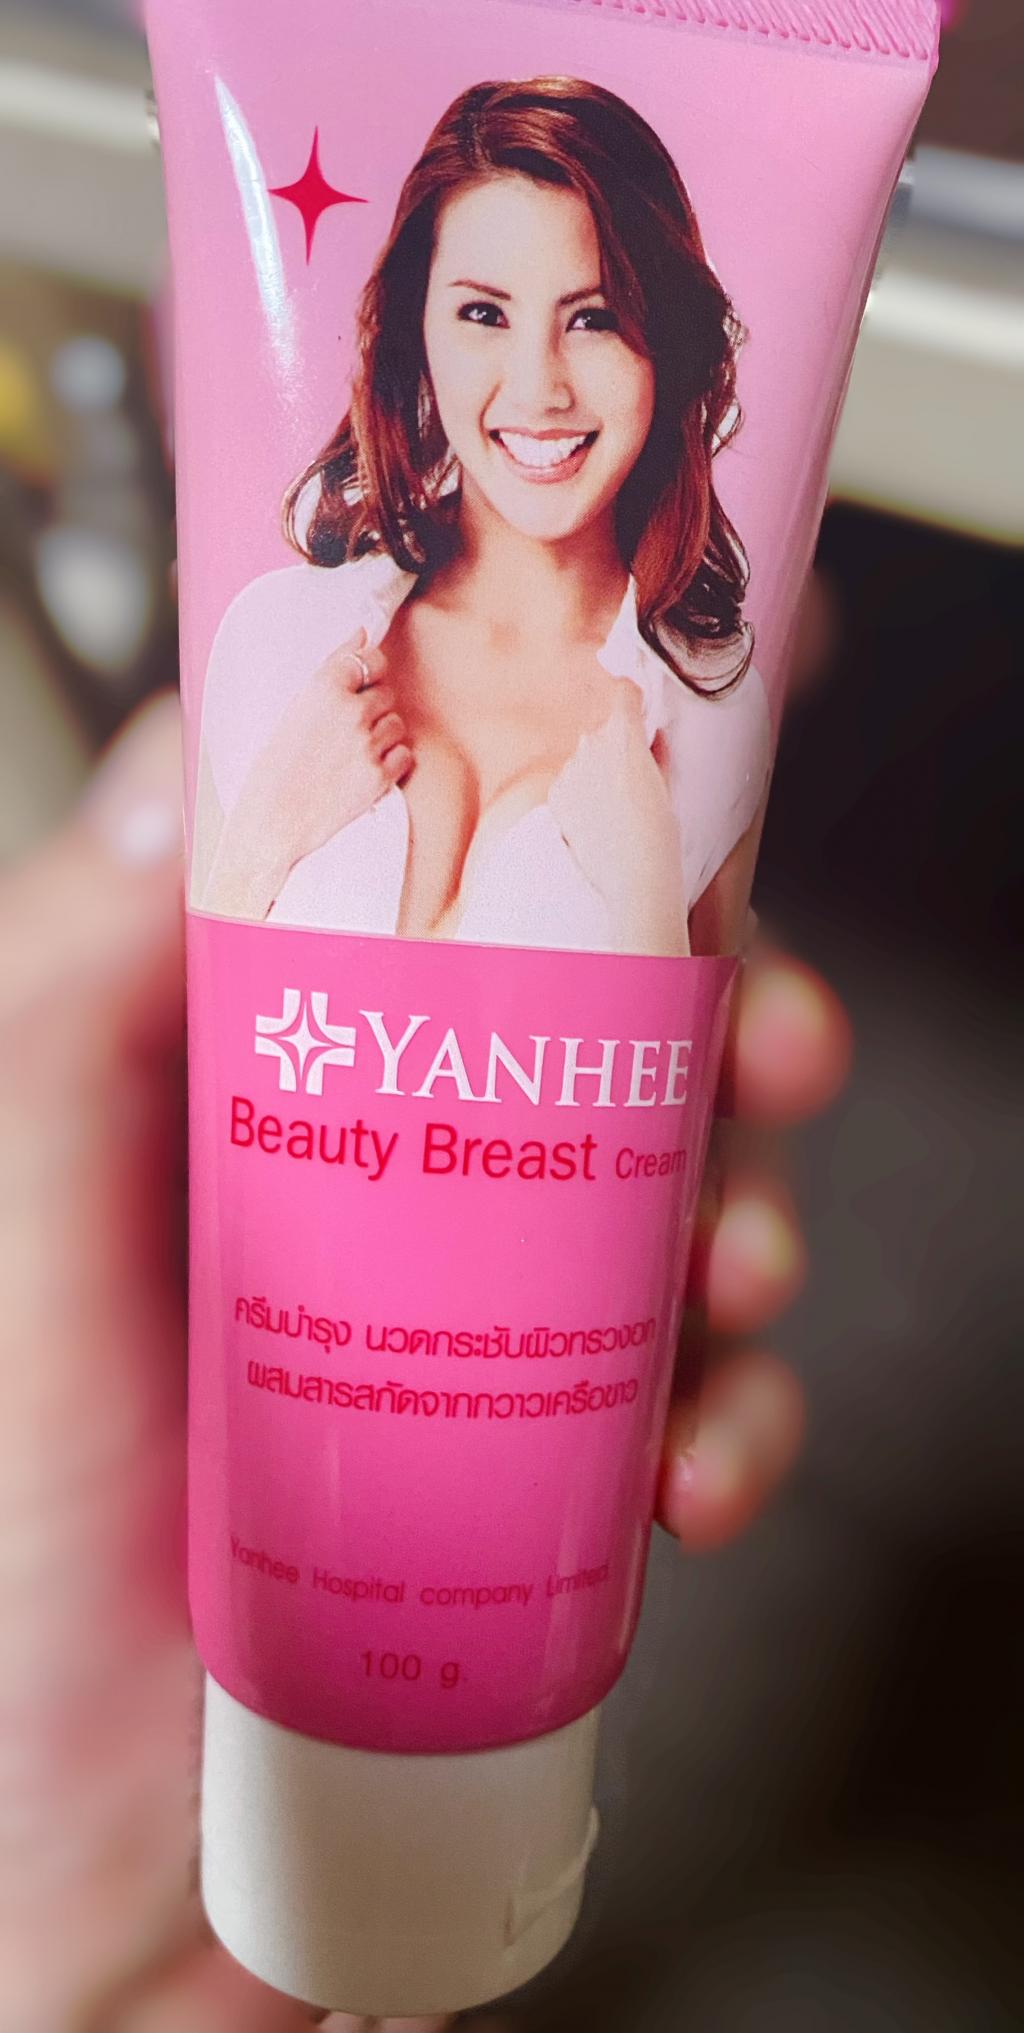 YANHEE
Beauty Breast Cream
ครีมบำรุง นวดกระชับผิวทรวงอก
ผสมสารสกัดจากกวาวเครือขาว
Yanhee Hospital company Limited
100 g.